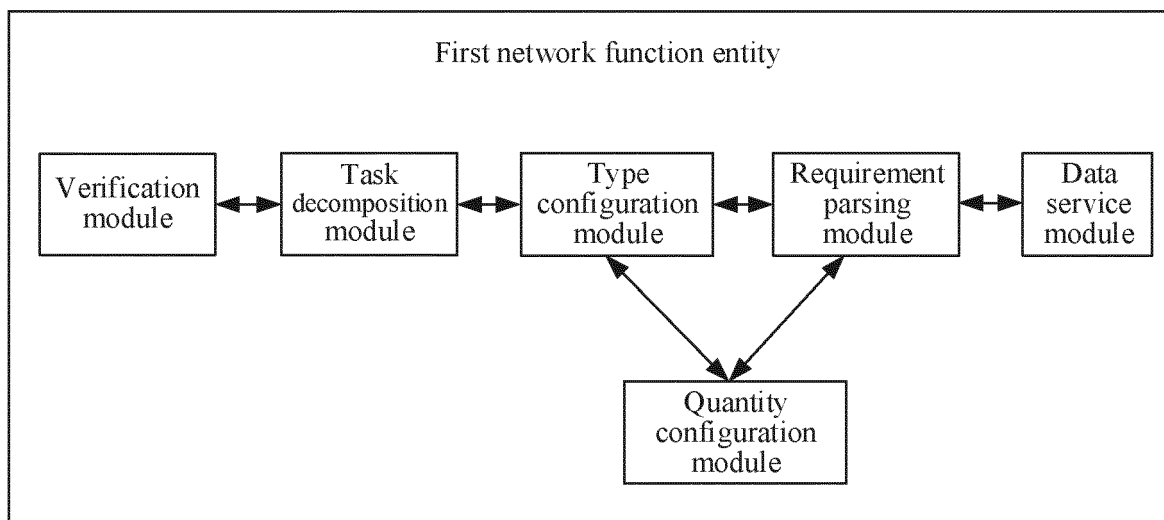 First network function entity
Verification
module
Task
decomposition
module
Type
configuration
module
Requirement
parsing
module
Data
service
module
Quantity
configuration
module